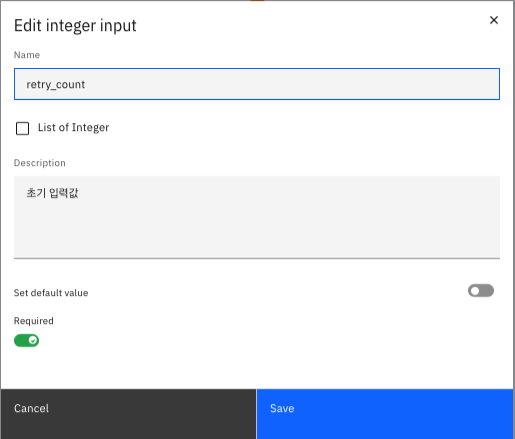 Edit integer input
Name
retry_count
List of Integer
Description
초기 입력값
Set default value
Required
Cancel
Save